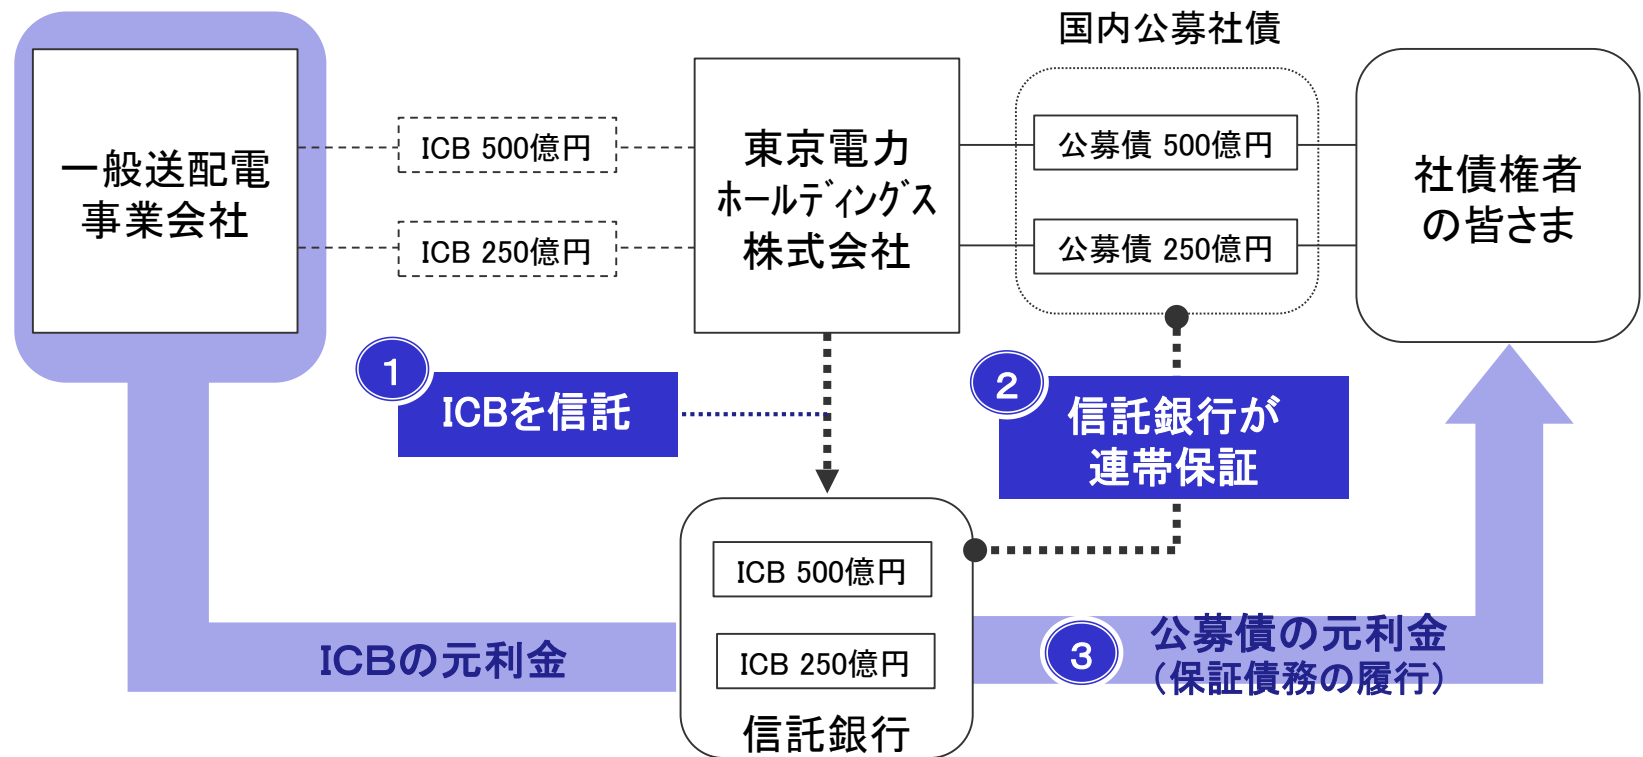 国内公募社債
一般送配電
事業会社
ICB 500億円
ICB 250億円
東京電力
ホールディングス
株式会社
公募債 500億円
公募債 250億円
社債権者
の皆さま
1
ICBを信託
2
信託銀行が
連帯保証
ICB 500億円
ICB 250億円
信託銀行
ICBの元利金
3
公募債の元利金
(保証債務の履行)